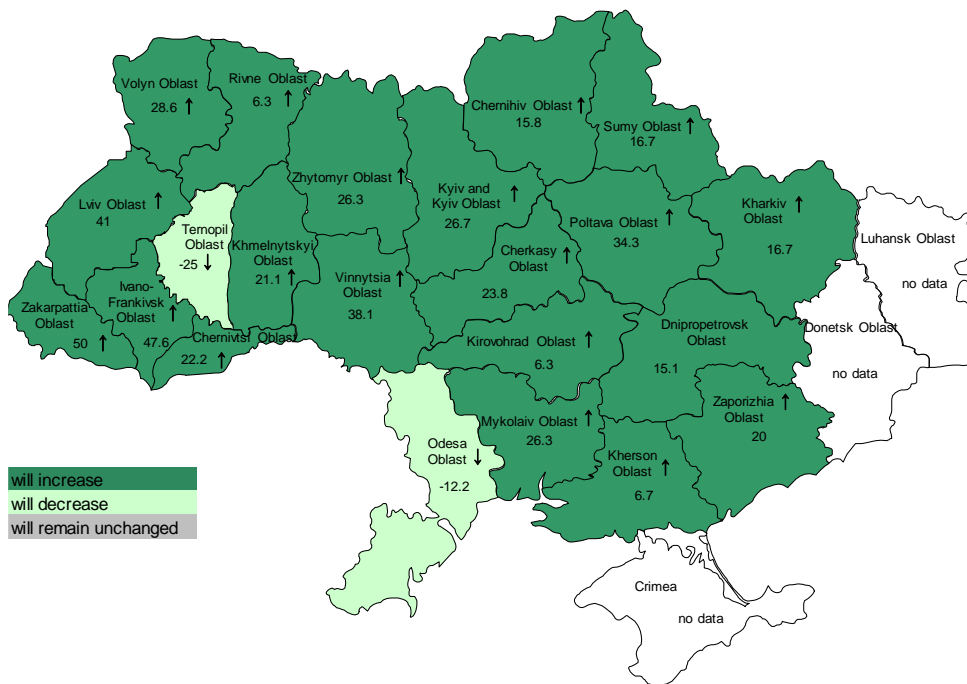 Volyn Oblast
28.6 ↑
Rivne Oblast
6.3 ↑
Chernihiv Oblast ↑
15.8
Sumy Oblast ↑
16.7
Zhytomyr Oblast ↑
26.3
Kyiv and
Kyiv Oblast ↑
26.7
Lviv Oblast ↑
41
Ternopil
Oblast
-25 ↓
Khmelnytskyi
Oblast
21.1 ↑
Poltava Oblast ↑
34.3
Kharkiv
Oblast ↑
16.7
Luhansk Oblast
no data
Cherkasy
Oblast ↑
23.8
Vinnytsia
Oblast ↑
38.1
Zakarpattia
Oblast
50 ↑
Ivano-
Frankivsk
Oblast ↑
47.6
Chernivtsi Oblast
22.2 ↑
Kirovohrad Oblast ↑
6.3
Dnipropetrovsk
Oblast
15.1
Donetsk Oblast
no data
Zaporizhia
Oblast ↑
20
Mykolaiv Oblast ↑
26.3
Odesa
Oblast ↓
-12.2
Kherson
Oblast ↑
6.7
Crimea
no data
will increase
will decrease
will remain unchanged